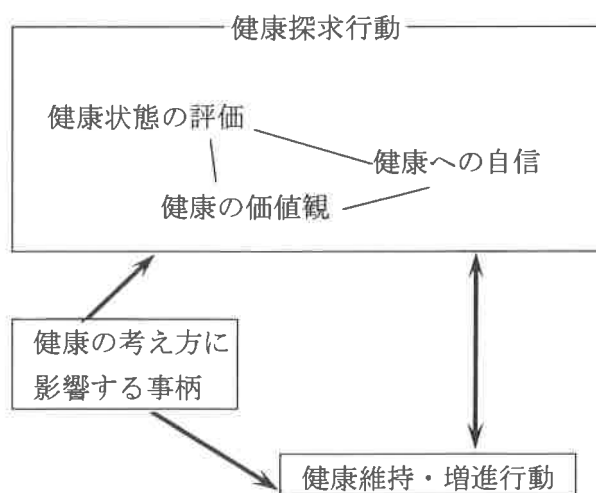 健康探求行動
健康状態の評価
健康への自信
健康の価値観
健康の考え方に
影響する事柄
健康維持・増進行動